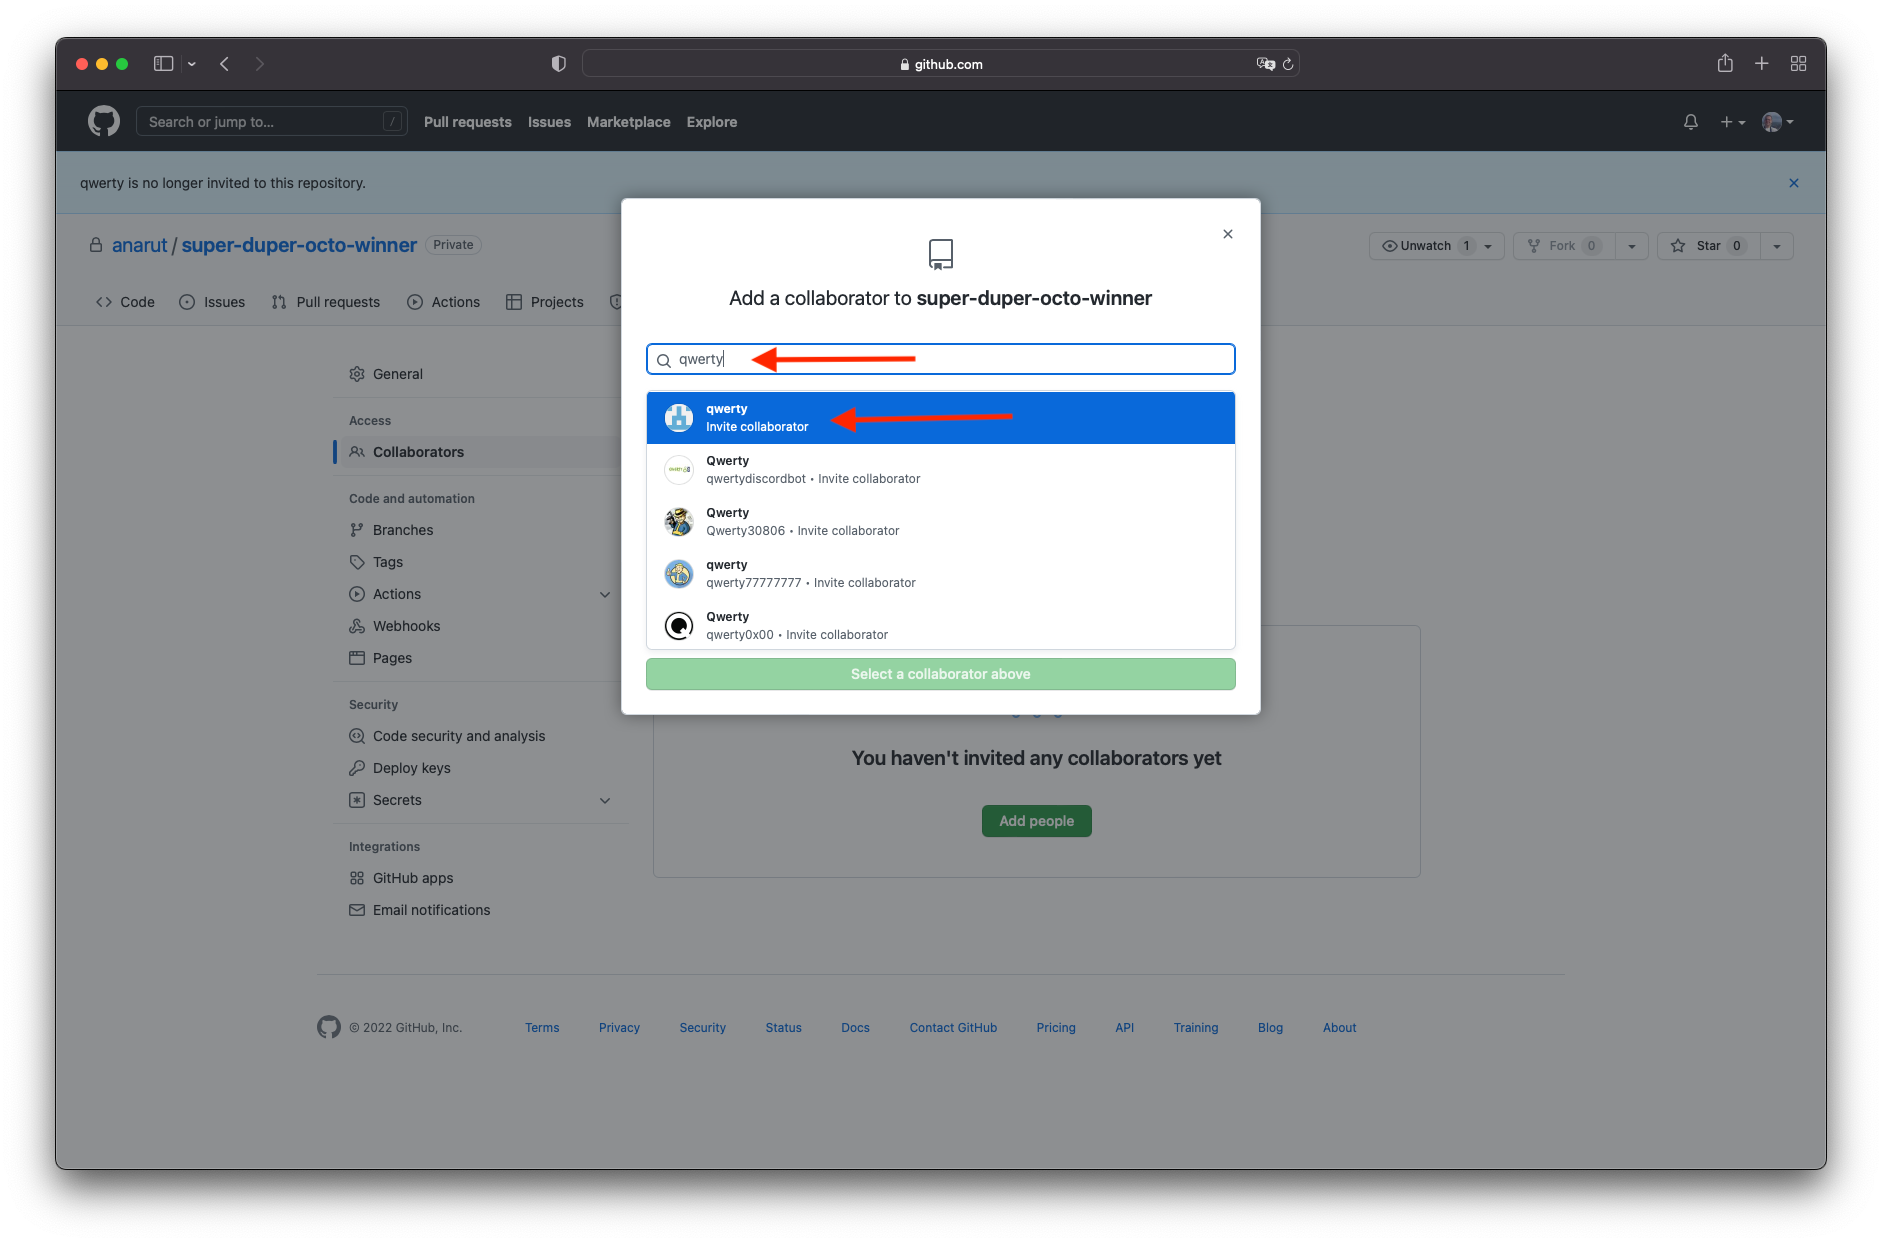 github.com
Search or jump to... /
Pull requests
Issues
Marketplace
Explore
qwerty is no longer invited to this repository.
anarut / super-duper-octo-winner Private
Unwatch 1
Fork 0
Star 0
Code
Issues
Pull requests
Actions
Projects
General
Access
Collaborators
Code and automation
Branches
Tags
Actions
Webhooks
Pages
Security
Code security and analysis
Deploy keys
Secrets
Integrations
GitHub apps
Email notifications
Add a collaborator to super-duper-octo-winner
qwerty
qwerty
Invite collaborator
Qwerty
qwertydiscordbot • Invite collaborator
Qwerty
Qwerty30806 • Invite collaborator
qwerty
qwerty77777777 • Invite collaborator
Qwerty
qwerty0x00 • Invite collaborator
Select a collaborator above
You haven't invited any collaborators yet
Add people
© 2022 GitHub, Inc.
Terms
Privacy
Security
Status
Docs
Contact GitHub
Pricing
API
Training
Blog
About